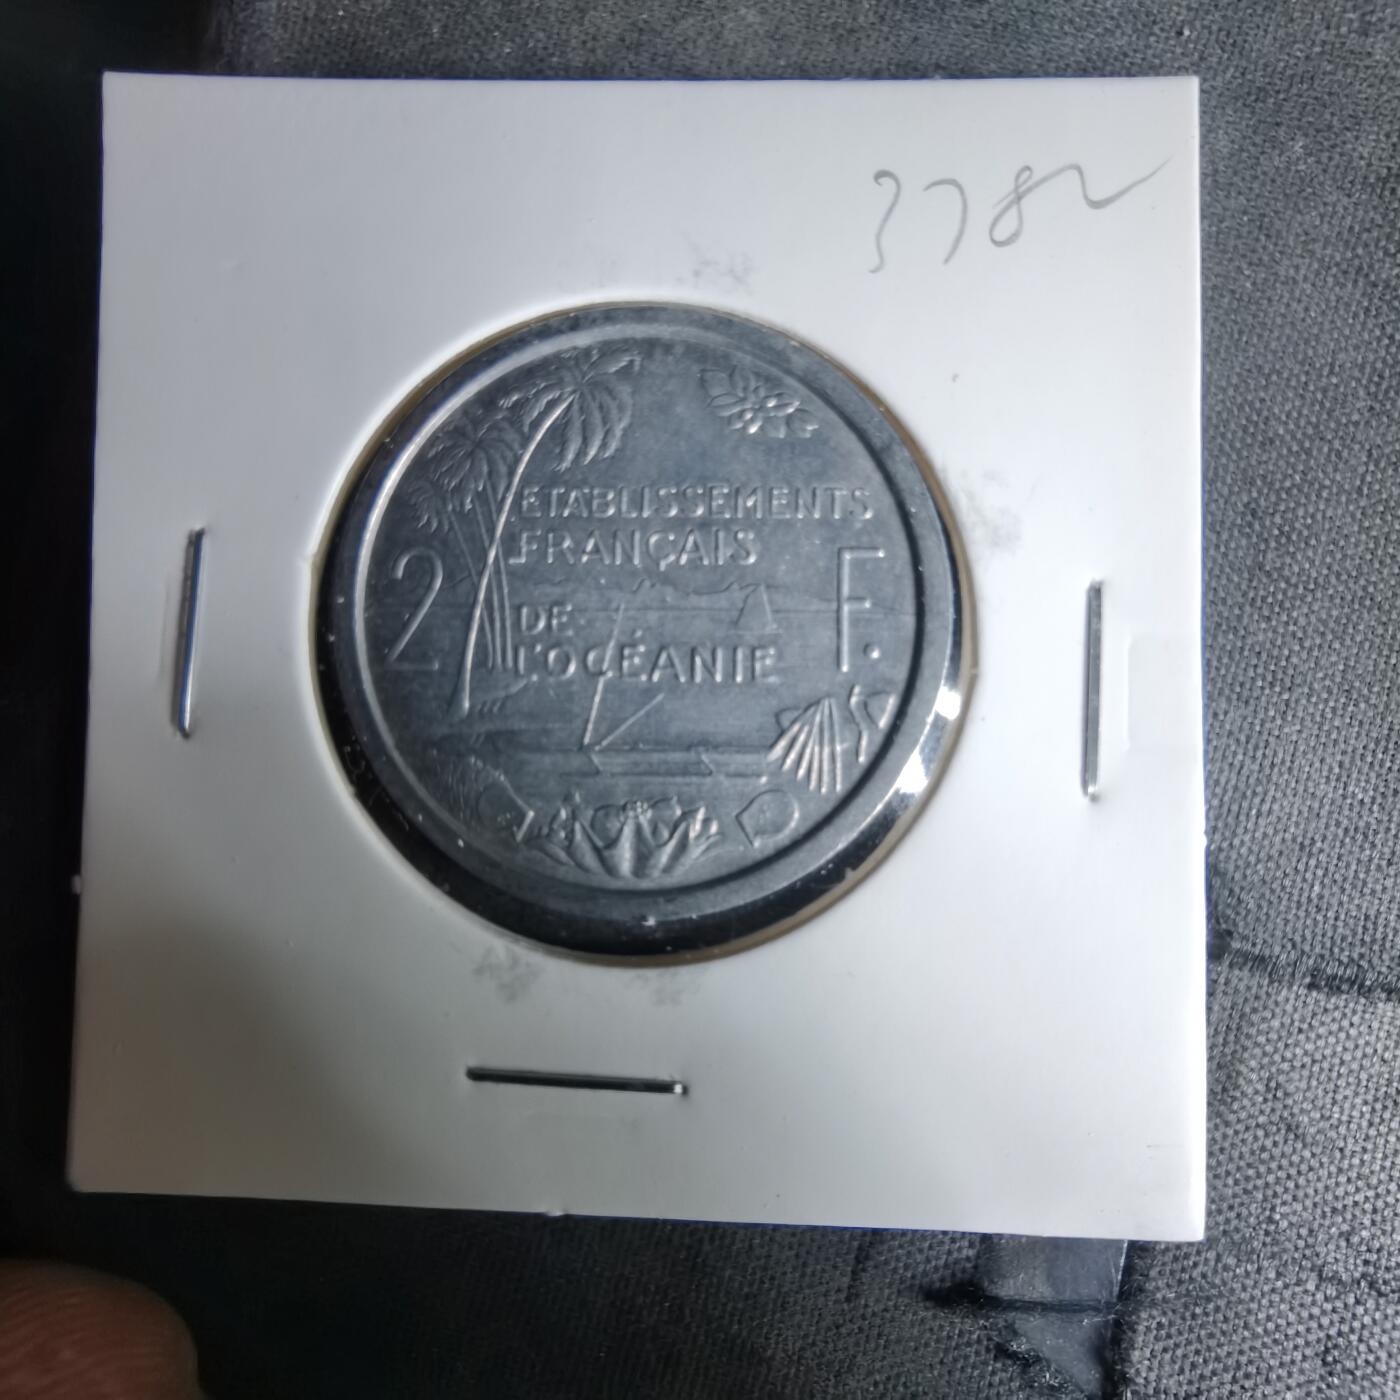 3782
ETABLISSEMENTS
FRANÇAIS
2 F.
DE
L'OCÉANIE